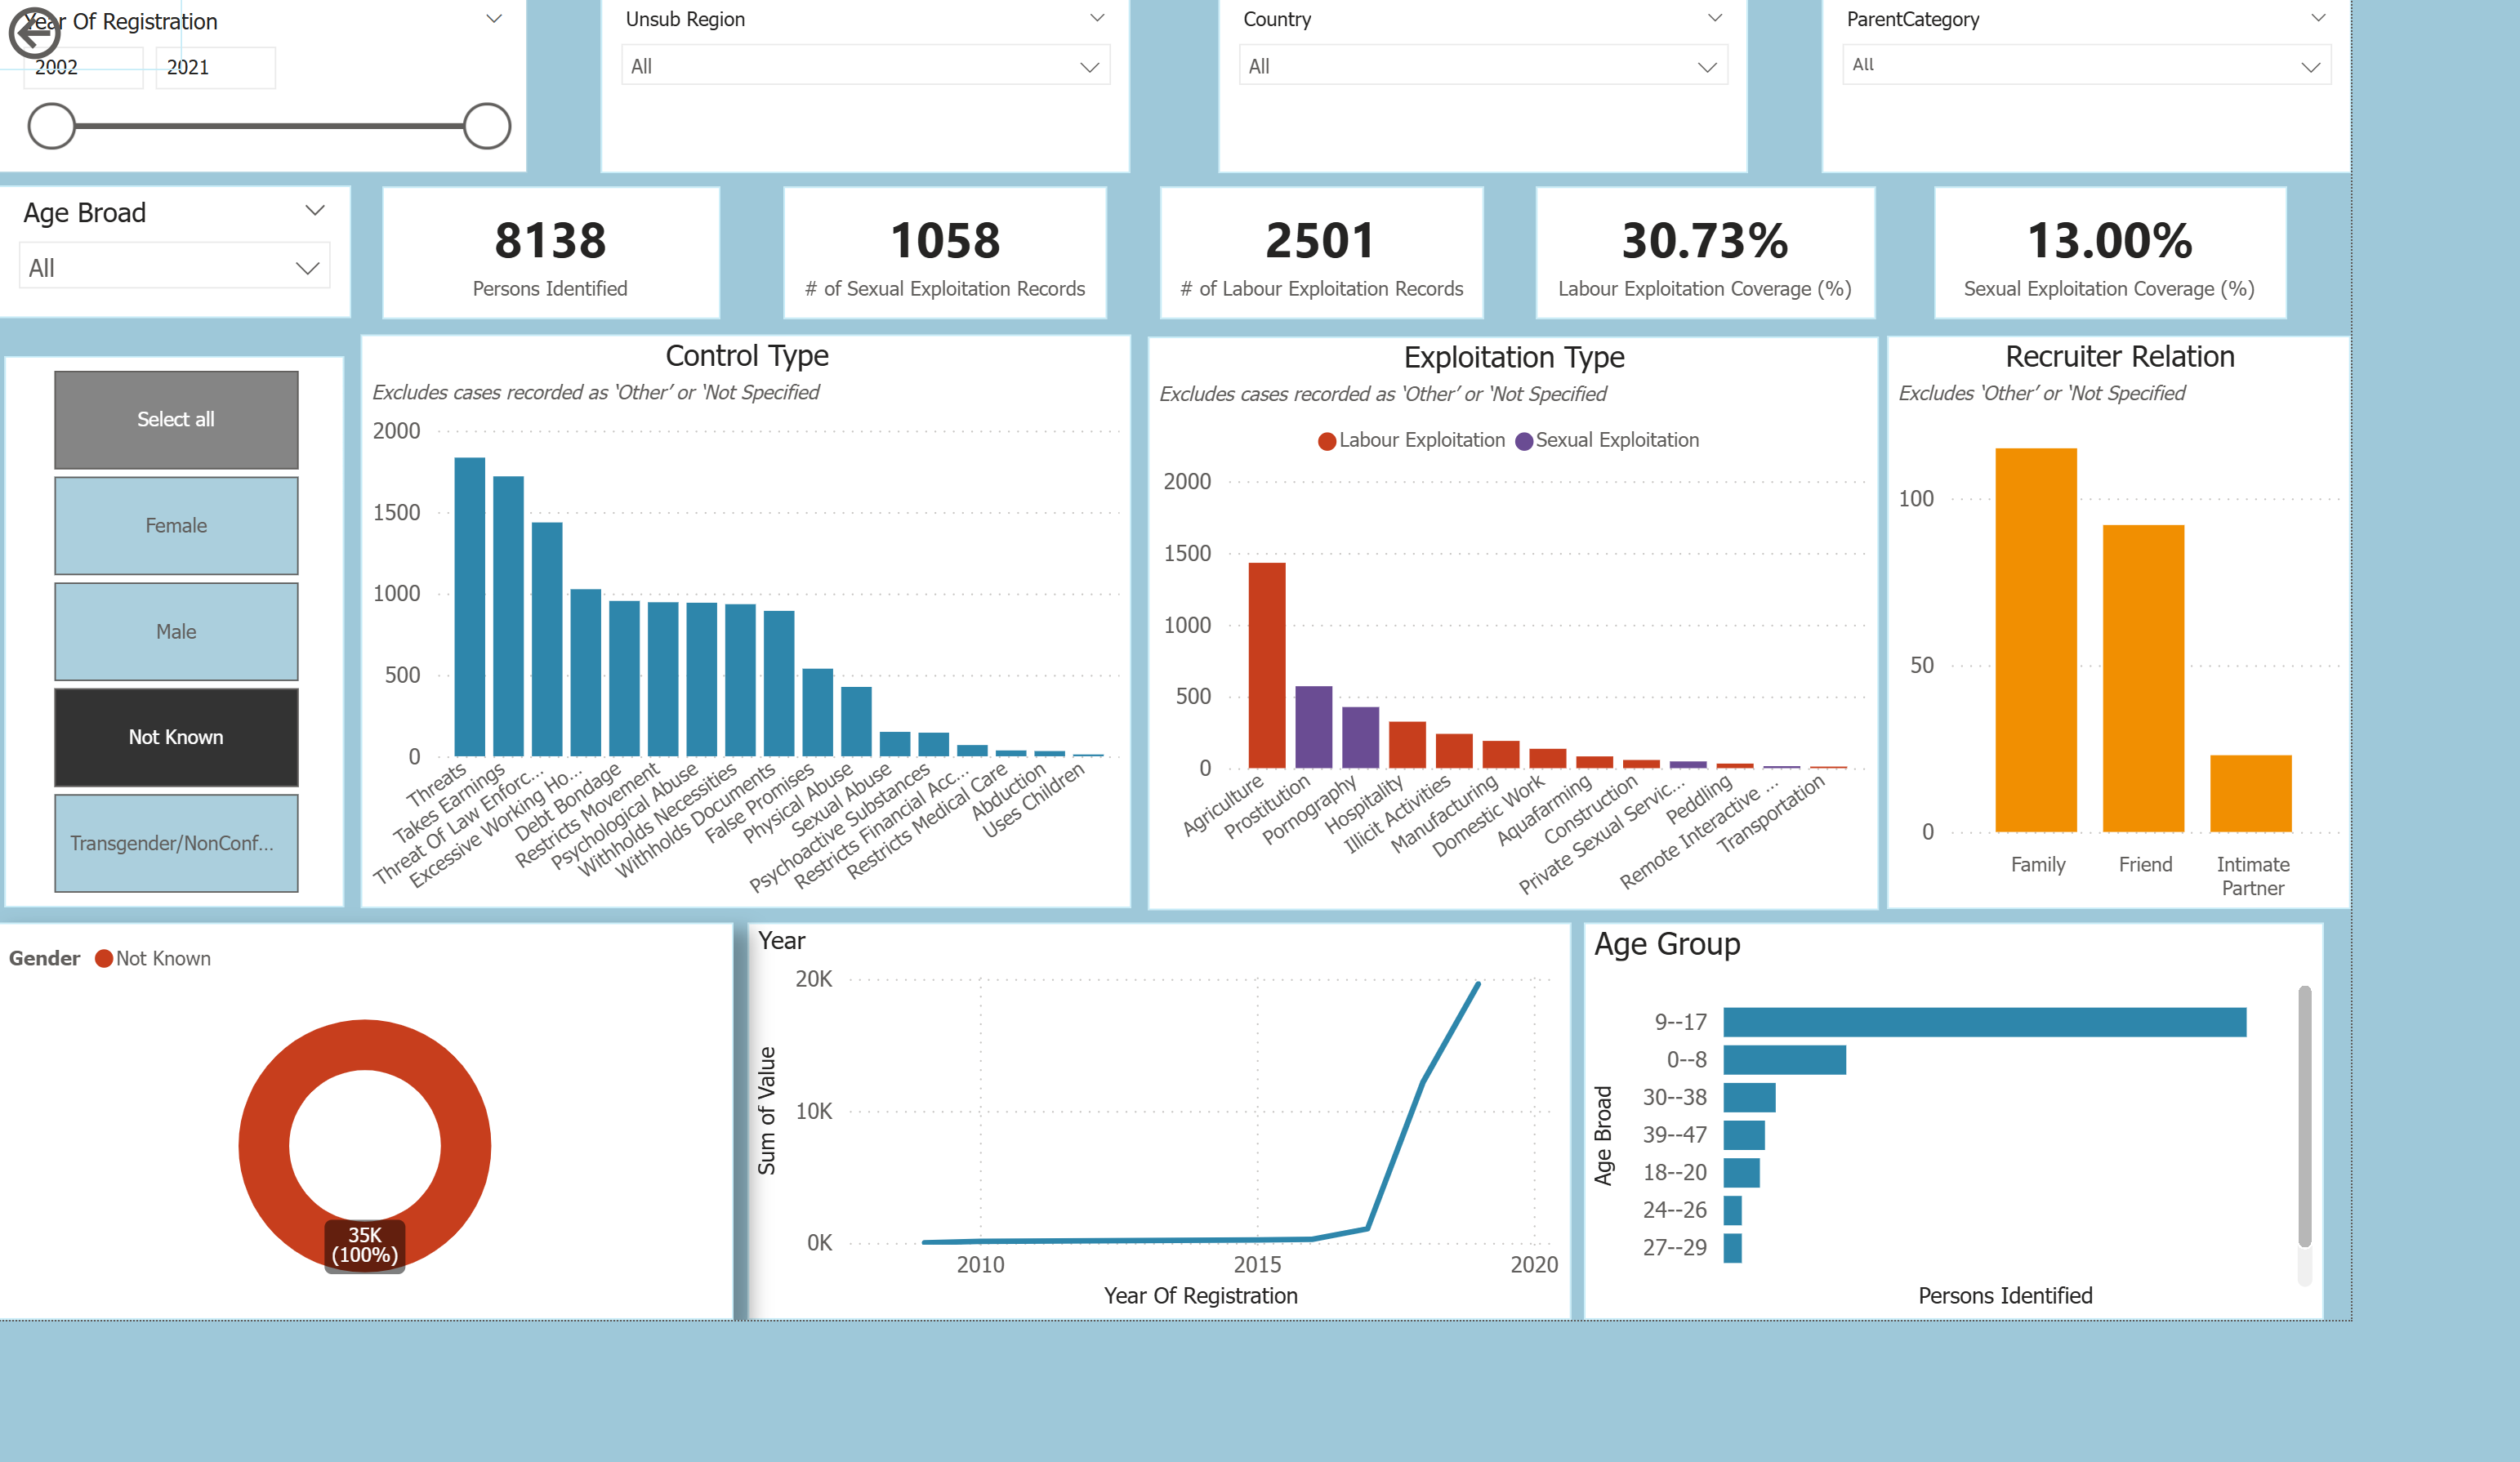 Year Of Registration
2002
2021
Unsub Region
All
Country
All
ParentCategory
All
Age Broad
All
8138
Persons Identified
1058
# of Sexual Exploitation Records
2501
# of Labour Exploitation Records
30.73%
Labour Exploitation Coverage (%)
13.00%
Sexual Exploitation Coverage (%)
Select all
Female
Male
Not Known
Transgender/NonConf...
Control Type
Excludes cases recorded as ‘Other’ or ‘Not Specified
2000
1500
1000
500
0
Threats
Takes Earnings
Threat Of Law Enforc...
Excessive Working Ho...
Debt Bondage
Restricts Movement
Psychological Abuse
Withholds Necessities
Withholds Documents
False Promises
Physical Abuse
Sexual Abuse
Psychoactive Substances
Restricts Financial Acc...
Restricts Medical Care
Abduction
Uses Children
Exploitation Type
Excludes cases recorded as ‘Other’ or ‘Not Specified
Labour Exploitation
Sexual Exploitation
2000
1500
1000
500
0
Agriculture
Prostitution
Pornography
Hospitality
Illicit Activities
Manufacturing
Domestic Work
Aquafarming
Construction
Private Sexual Servic...
Peddling
Remote Interactive ...
Transportation
Recruiter Relation
Excludes ‘Other’ or ‘Not Specified
100
50
0
Family
Friend
Intimate
Partner
Gender
Not Known
35K
(100%)
Year
Sum of Value
20K
10K
0K
2010
2015
2020
Year Of Registration
Age Group
Age Broad
9--17
0--8
30--38
39--47
18--20
24--26
27--29
Persons Identified